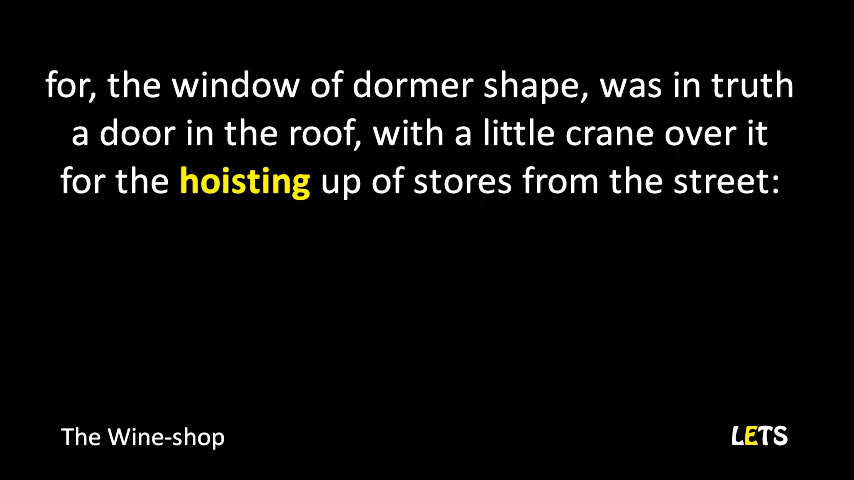 for, the window of dormer shape, was in truth
a door in the roof, with a little crane over it
for the hoisting up of stores from the street:
The Wine-shop
LETS